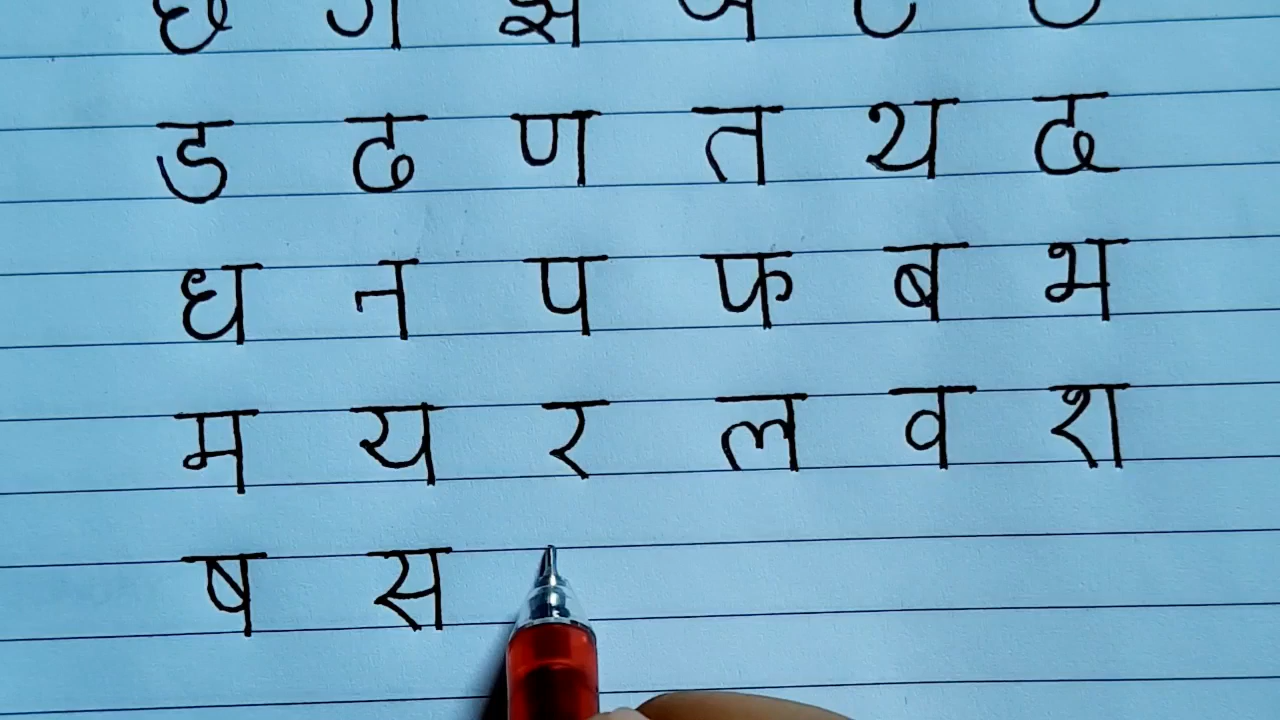 ड ढ ण त थ द
ध न प फ ब भ
म य र ल व श
ष स